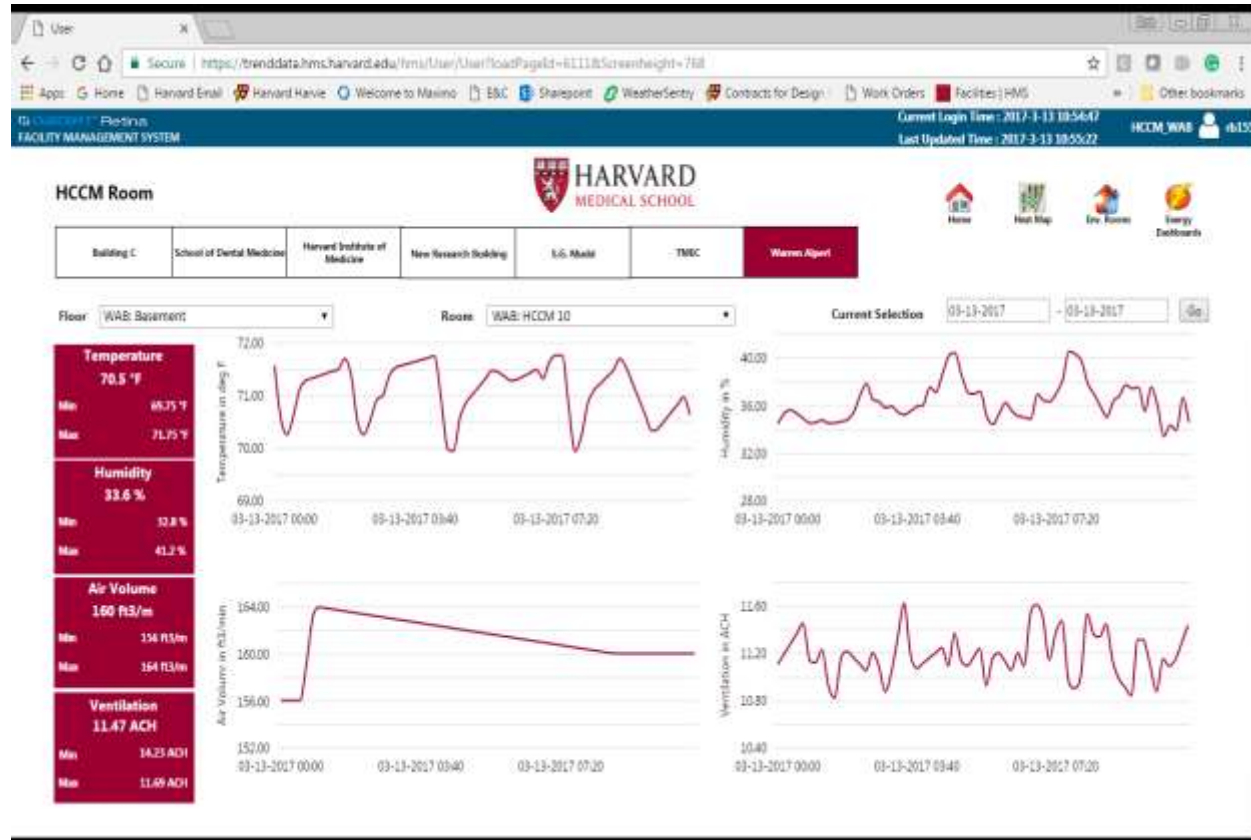 User
Secure https://trenddata.hms.harvard.edu/hms/User/User?loadPageId=6111&Screenheight=768
Apps Home Harvard Email Harvard Harvie Welcome to Maximo E&C Sharepoint WeatherSentry Contracts for Design Work Orders Facilities | HMS Other bookmarks
Retina
FACILITY MANAGEMENT SYSTEM
Current Login Time : 2017-3-13 10:54:47
Last Updated Time : 2017-3-13 10:55:22
HCCM_WAB
HCCM Room
HARVARD
MEDICAL SCHOOL
Home Heat Map Env. Rooms Energy Dashboards
Building C School of Dental Medicine Harvard Institute of Medicine New Research Building S.G. Mudd TMEC Warren Alpert
Floor WAB: Basement Room WAB: HCCM 10 Current Selection 03-13-2017 - 03-13-2017 Go
Temperature
70.5 °F
Min 69.75 °F
Max 71.75 °F
Humidity
33.6 %
Min 32.8 %
Max 41.2 %
Air Volume
160 ft3/m
Min 156 ft3/m
Max 164 ft3/m
Ventilation
11.47 ACH
Min 14.23 ACH
Max 11.69 ACH
Temperature in deg F
72.00
71.00
70.00
69.00
03-13-2017 00:00 03-13-2017 03:40 03-13-2017 07:20
Humidity in %
40.00
36.00
32.00
28.00
03-13-2017 00:00 03-13-2017 03:40 03-13-2017 07:20
Air Volume in ft3/min
164.00
160.00
156.00
152.00
03-13-2017 00:00 03-13-2017 03:40 03-13-2017 07:20
Ventilation in ACH
11.60
11.20
10.80
10.40
03-13-2017 00:00 03-13-2017 03:40 03-13-2017 07:20